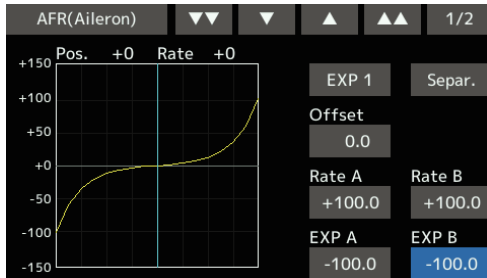 AFR(Aileron) ▼▼ ▼ ▲ ▲▲ 1/2
Pos. +0 Rate +0
+150
+100
+50
+0
-50
-100
-150
EXP 1 Separ.
Offset
0.0
Rate A Rate B
+100.0 +100.0
EXP A EXP B
-100.0 -100.0